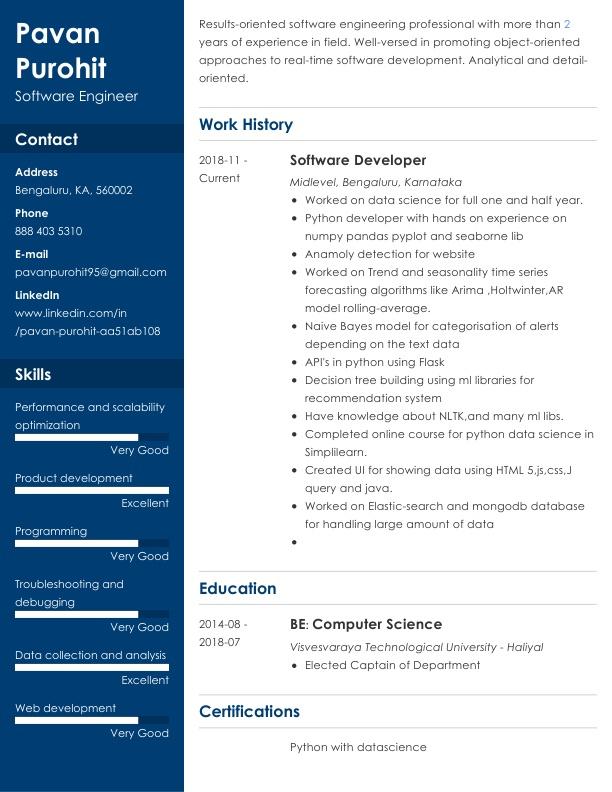 Pavan
Purohit
Software Engineer
Contact
Address
Bengaluru, KA, 560002
Phone
888 403 5310
E-mail
pavanpurohit95@gmail.com
LinkedIn
www.linkedin.com/in
/pavan-purohit-aa51ab108
Skills
Performance and scalability
optimization
Very Good
Product development
Excellent
Programming
Very Good
Troubleshooting and
debugging
Very Good
Data collection and analysis
Excellent
Web development
Very Good
Results-oriented software engineering professional with more than 2
years of experience in field. Well-versed in promoting object-oriented
approaches to real-time software development. Analytical and detail-
oriented.
Work History
2018-11 -
Current
Software Developer
Midlevel, Bengaluru, Karnataka
• Worked on data science for full one and half year.
• Python developer with hands on experience on
numpy pandas pyplot and seaborne lib
• Anamoly detection for website
• Worked on Trend and seasonality time series
forecasting algorithms like Arima ,Holtwinter,AR
model rolling-average.
• Naive Bayes model for categorisation of alerts
depending on the text data
• API's in python using Flask
• Decision tree building using ml libraries for
recommendation system
• Have knowledge about NLTK,and many ml libs.
• Completed online course for python data science in
Simplilearn.
• Created UI for showing data using HTML 5,js,css,J
query and java.
• Worked on Elastic-search and mongodb database
for handling large amount of data
•
Education
2014-08 -
2018-07
BE: Computer Science
Visvesvaraya Technological University - Haliyal
• Elected Captain of Department
Certifications
Python with datascience